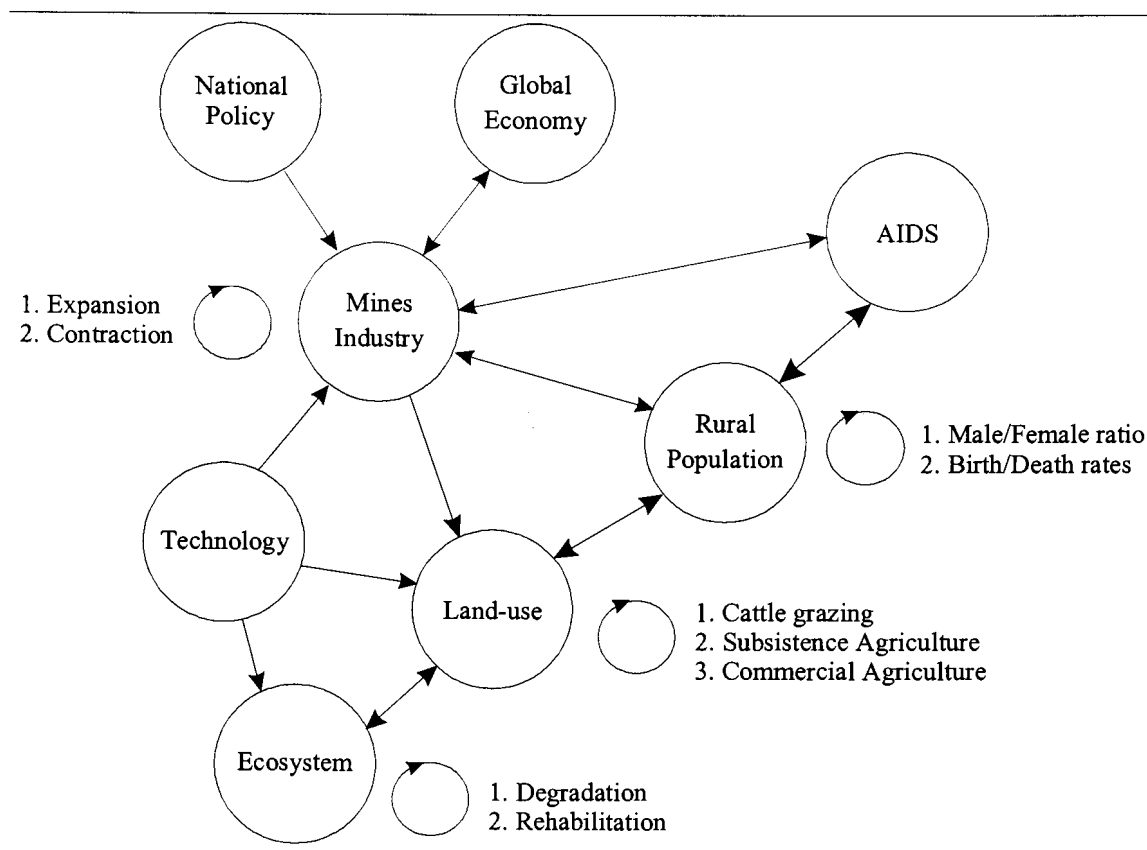 National
Policy
Global
Economy
AIDS
1. Expansion
2. Contraction
Mines
Industry
Rural
Population
1. Male/Female ratio
2. Birth/Death rates
Technology
Land-use
1. Cattle grazing
2. Subsistence Agriculture
3. Commercial Agriculture
Ecosystem
1. Degradation
2. Rehabilitation